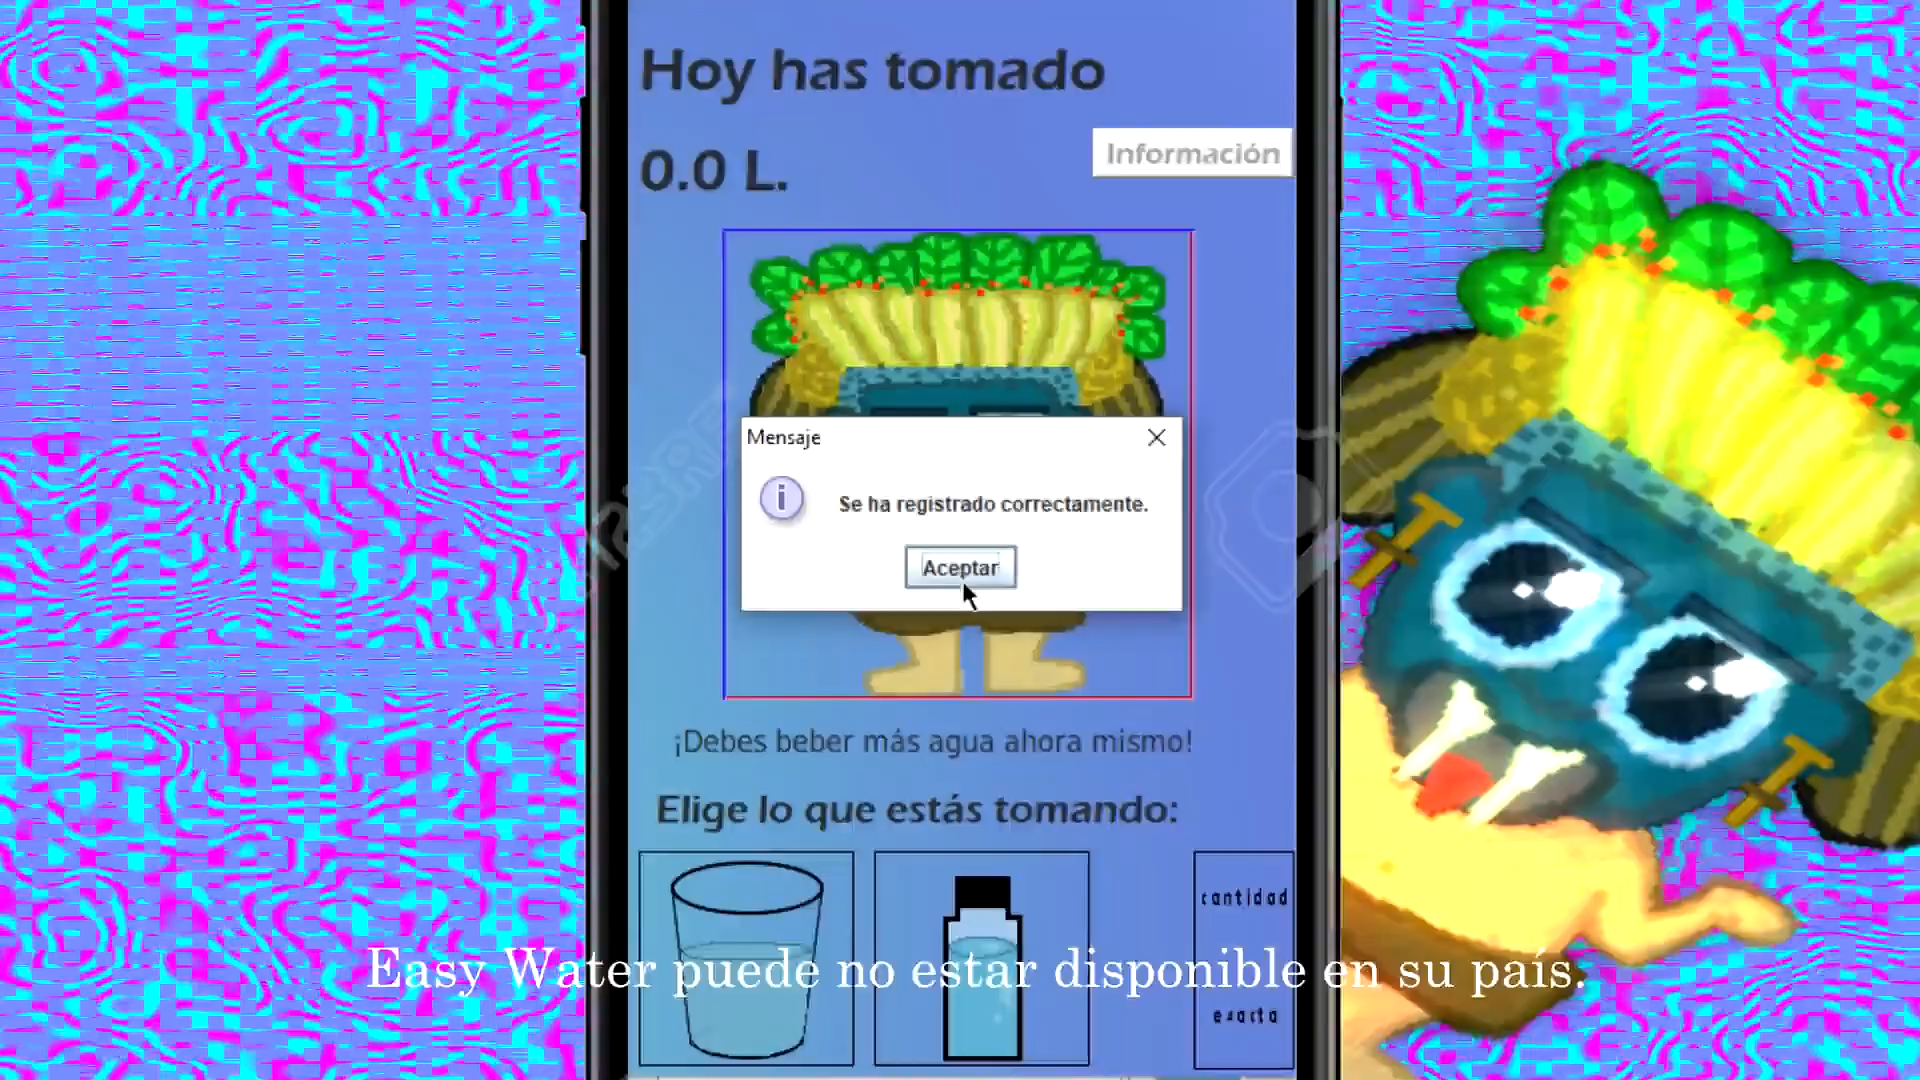 Hoy has tomado
0.0 L.
Información
Mensaje
i
Se ha registrado correctamente.
Aceptar
¡Debes beber más agua ahora mismo!
Elige lo que estás tomando:
cantidad
exacta
Easy Water puede no estar disponible en su país.